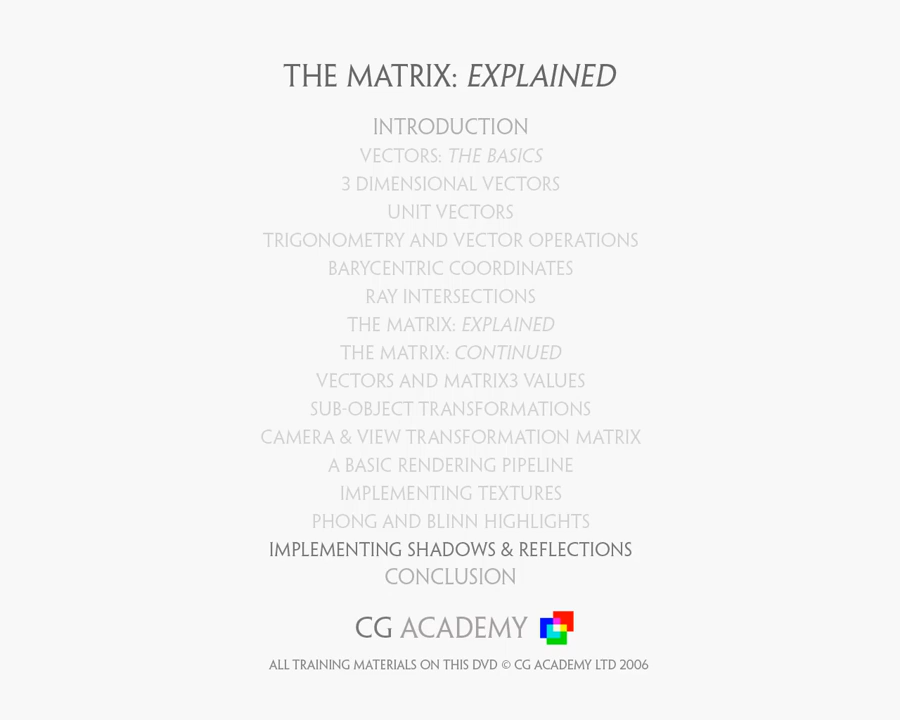 THE MATRIX: EXPLAINED
INTRODUCTION
VECTORS: THE BASICS
3 DIMENSIONAL VECTORS
UNIT VECTORS
TRIGONOMETRY AND VECTOR OPERATIONS
BARYCENTRIC COORDINATES
RAY INTERSECTIONS
THE MATRIX: EXPLAINED
THE MATRIX: CONTINUED
VECTORS AND MATRIX3 VALUES
SUB-OBJECT TRANSFORMATIONS
CAMERA & VIEW TRANSFORMATION MATRIX
A BASIC RENDERING PIPELINE
IMPLEMENTING TEXTURES
PHONG AND BLINN HIGHLIGHTS
IMPLEMENTING SHADOWS & REFLECTIONS
CONCLUSION
CG ACADEMY
ALL TRAINING MATERIALS ON THIS DVD © CG ACADEMY LTD 2006